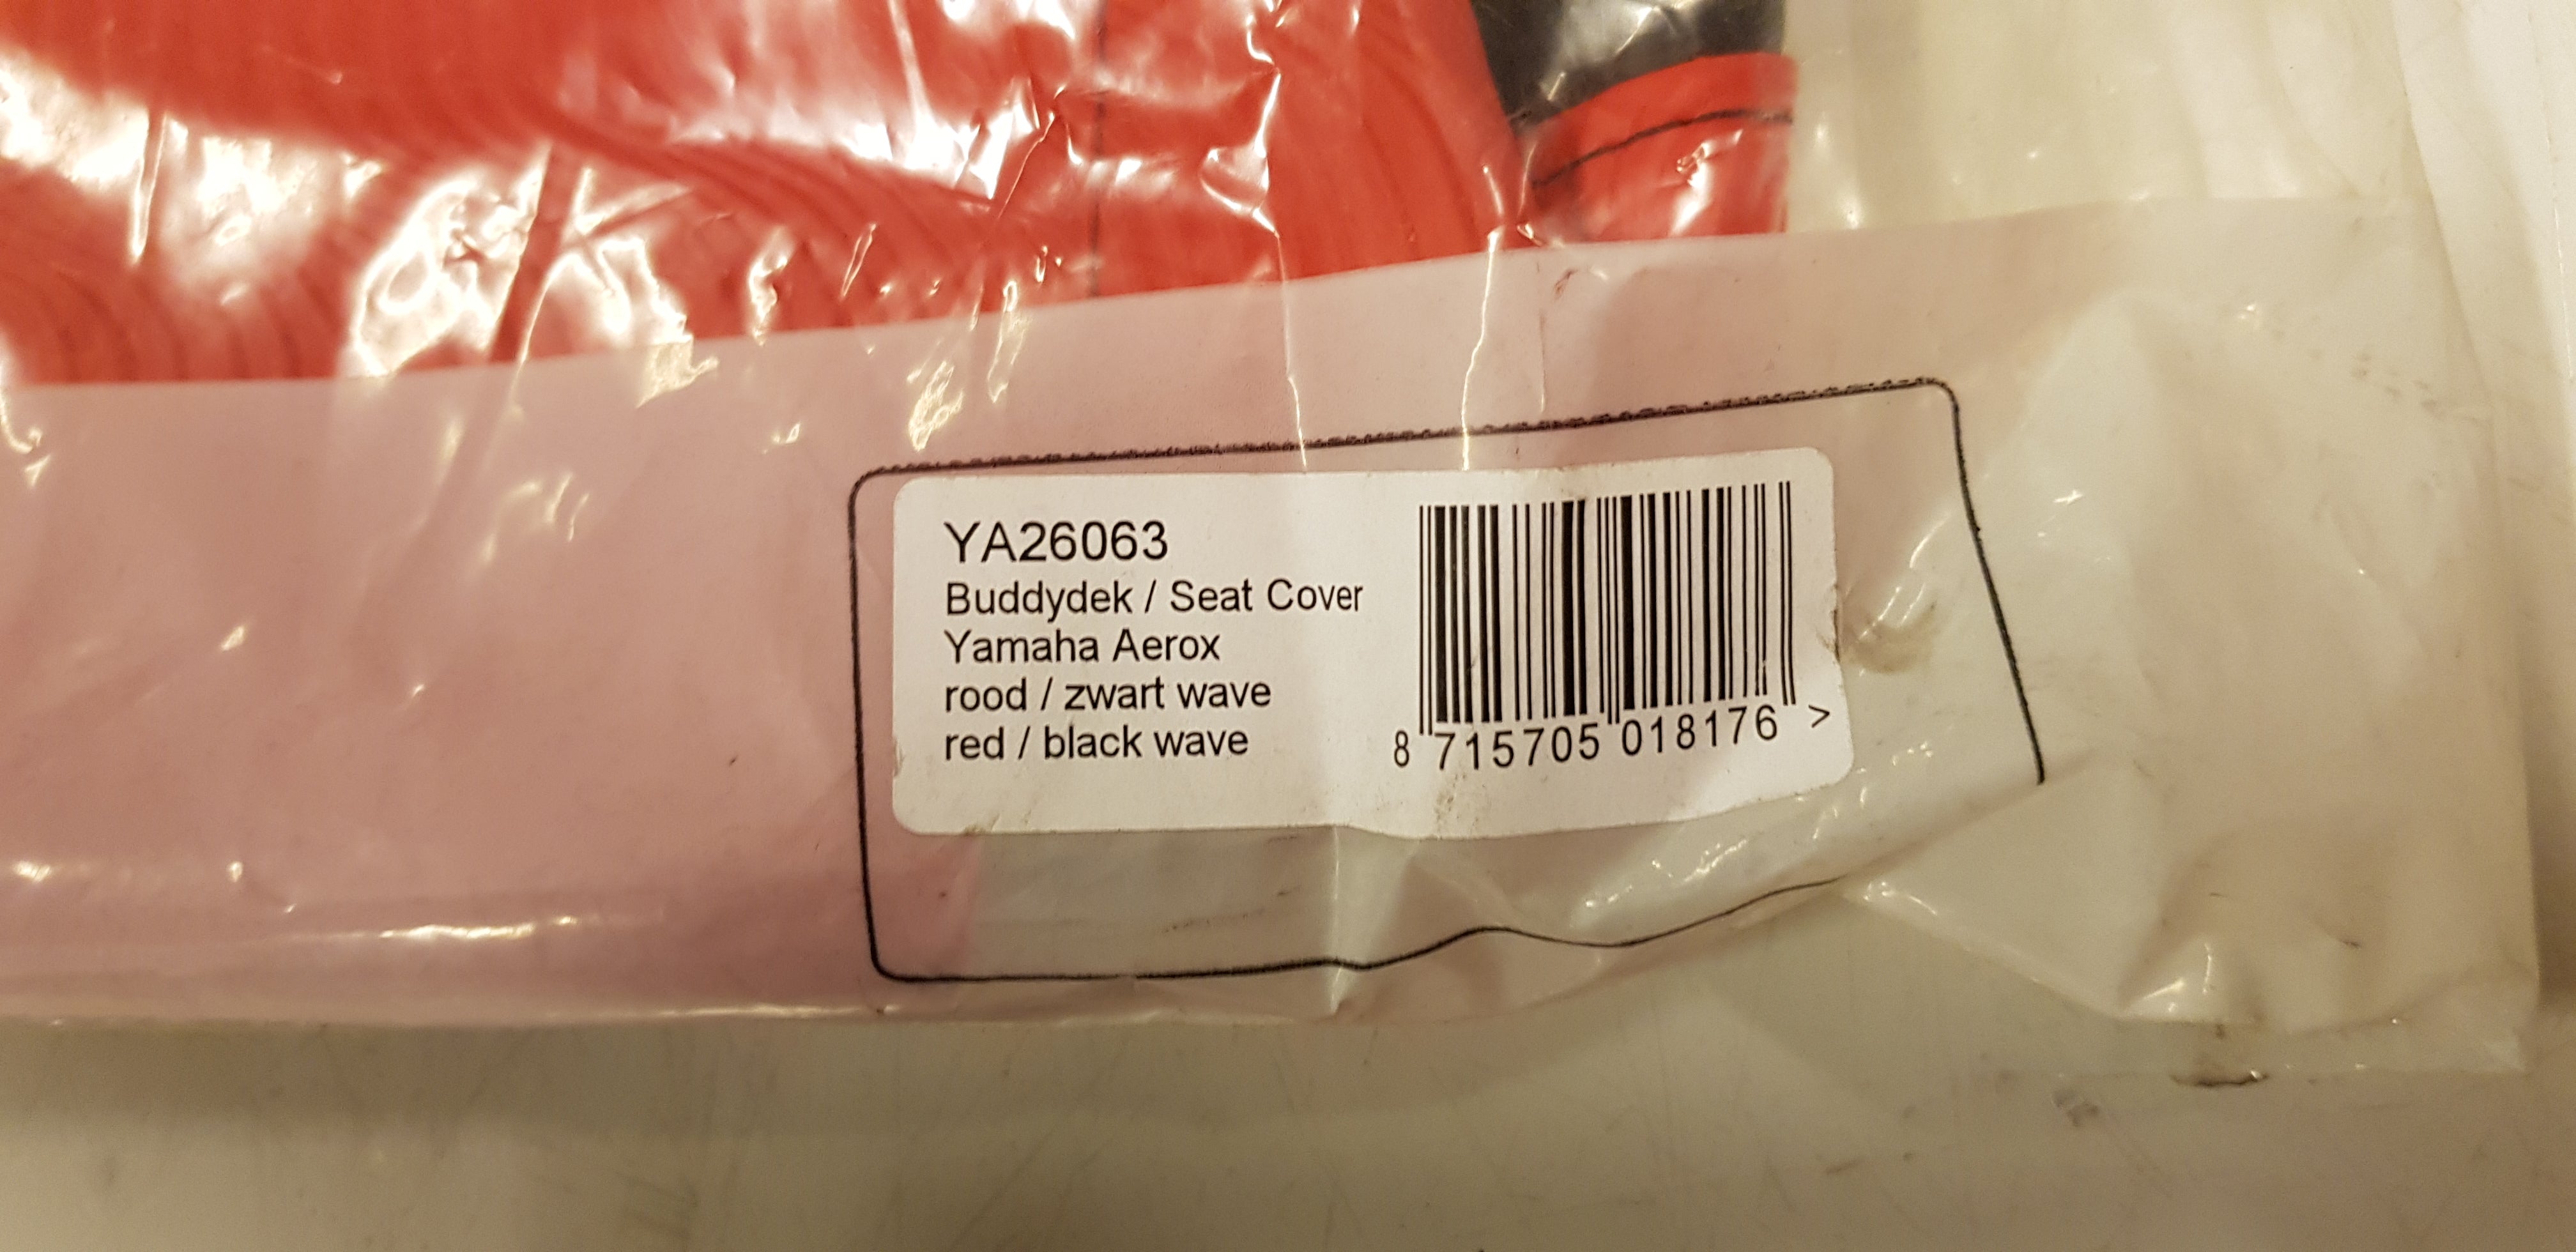 YA26063
Buddydek / Seat Cover
Yamaha Aerox
rood / zwart wave
red / black wave
8 715705 018176 >